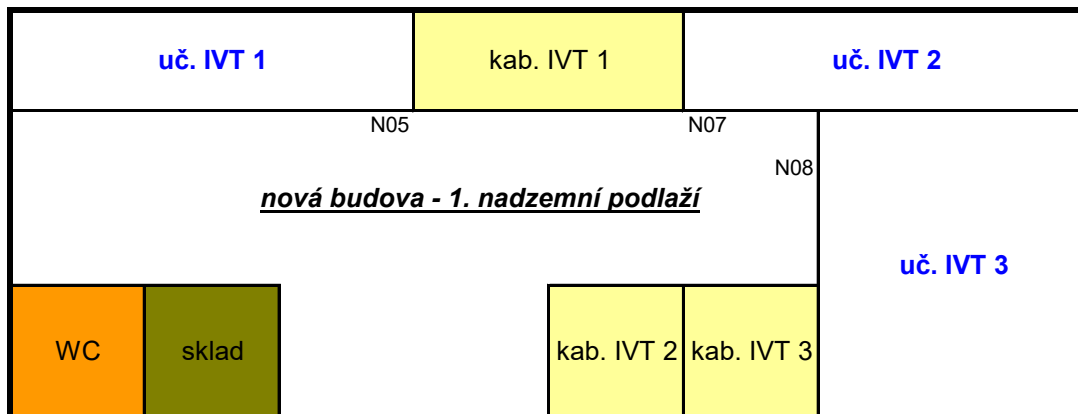 uč. IVT 1
kab. IVT 1
uč. IVT 2
N05
N07
N08
nová budova - 1. nadzemní podlaží
uč. IVT 3
WC
sklad
kab. IVT 2
kab. IVT 3